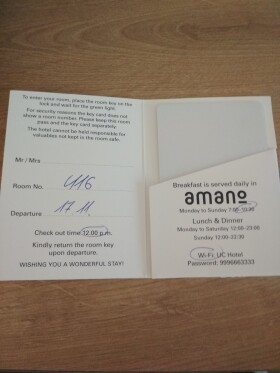 To enter your room, place the room key on the
lock and wait for the green light.
For security reasons the key card does not
show a room number. Please keep this room
pass and the key card separately.
The hotel cannot be held responsible for
valuables not kept in the room safe.
Mr / Mrs
Room No. 416
Departure 17.11.
Check out time 12.00 p.m.
Kindly return the room key
upon departure.
WISHING YOU A WONDERFUL STAY!
Breakfast is served daily in
amano
Monday to Sunday
Lunch & Dinner
Monday to Saturday 12:00-23:00
Sunday 12:00-22:30
Wi-Fi: UC Hotel
Password: 9996663333